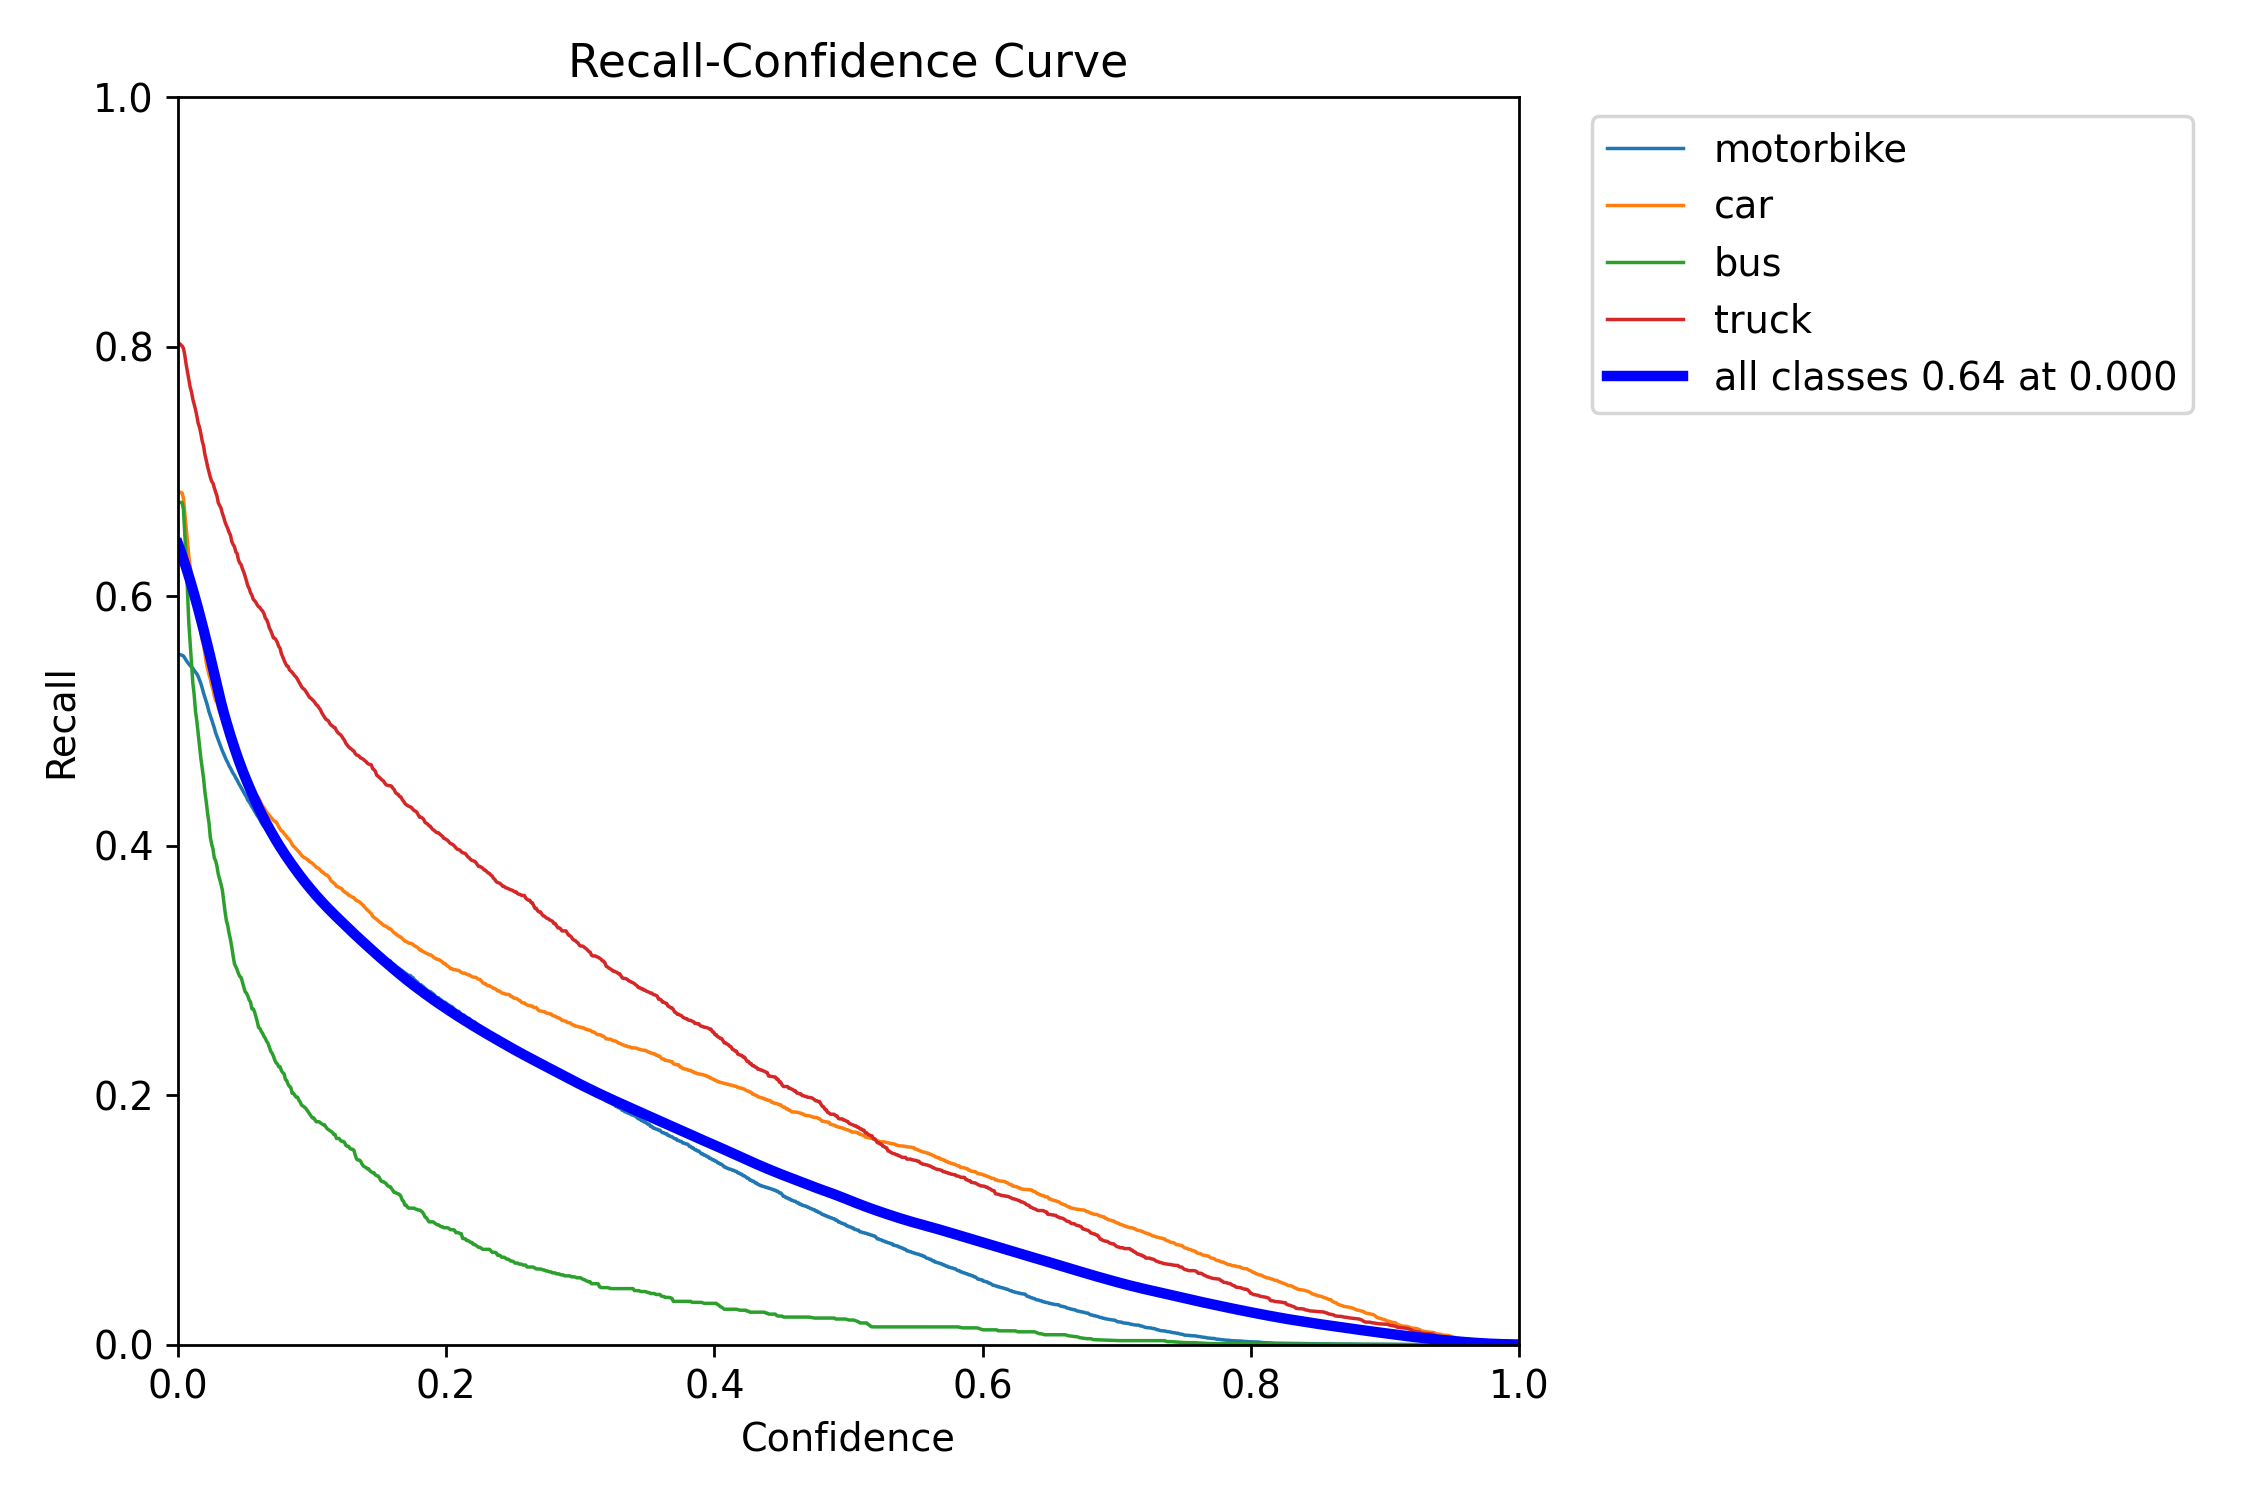 Recall-Confidence Curve
1.0
0.8
0.6
0.4
0.2
0.0
Recall
0.0 0.2 0.4 0.6 0.8 1.0
Confidence
motorbike
car
bus
truck
all classes 0.64 at 0.000